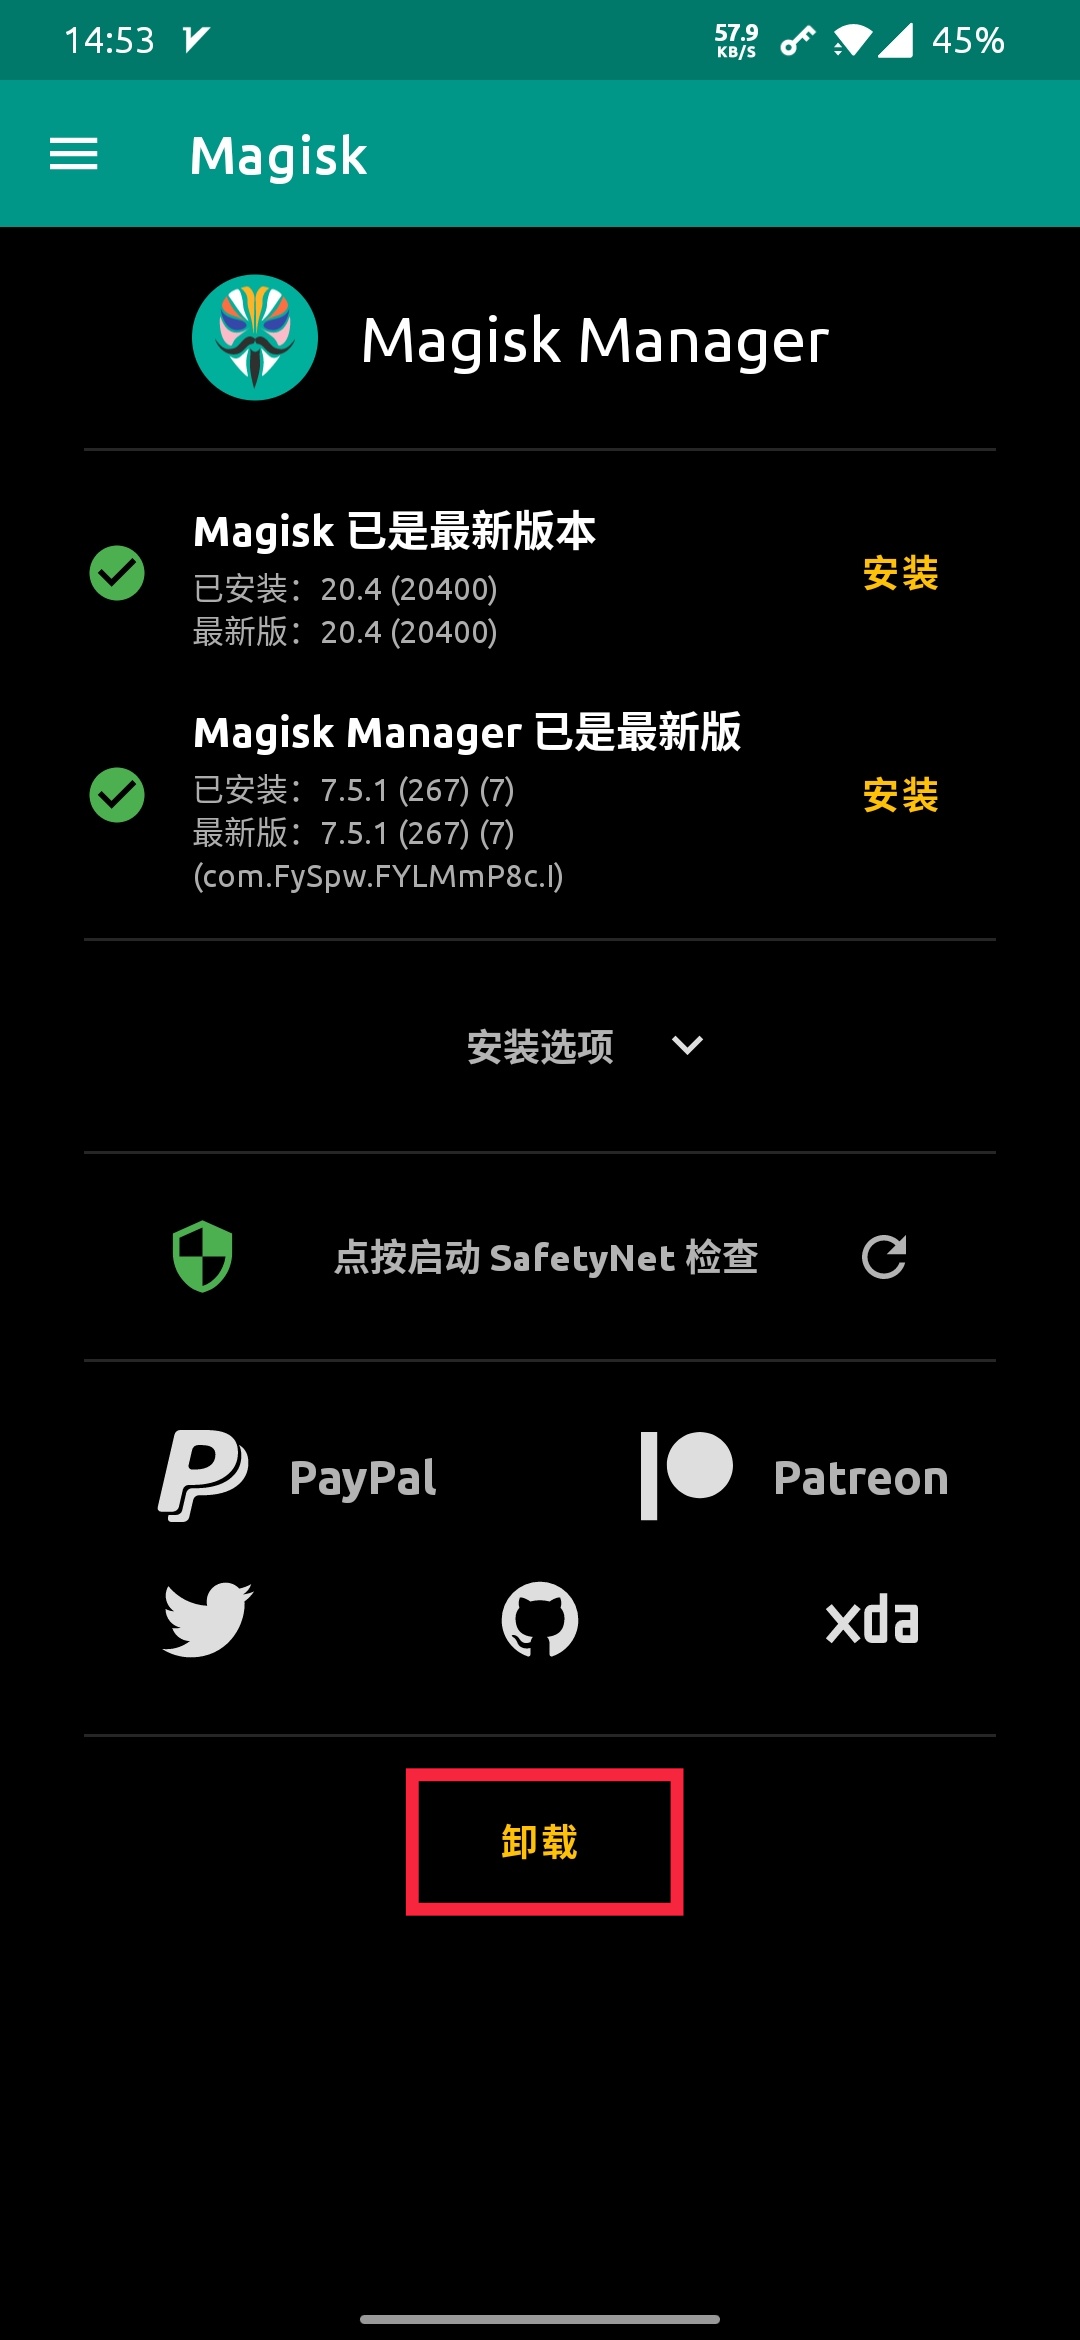 14:53
57.9
KB/S
45%
Magisk
Magisk Manager
Magisk 已是最新版本
已安装：20.4 (20400)
最新版：20.4 (20400)
安装
Magisk Manager 已是最新版
已安装：7.5.1 (267) (7)
最新版：7.5.1 (267) (7)
(com.FySpw.FYLMmP8c.I)
安装
安装选项
点按启动 SafetyNet 检查
PayPal
Patreon
xda
卸载